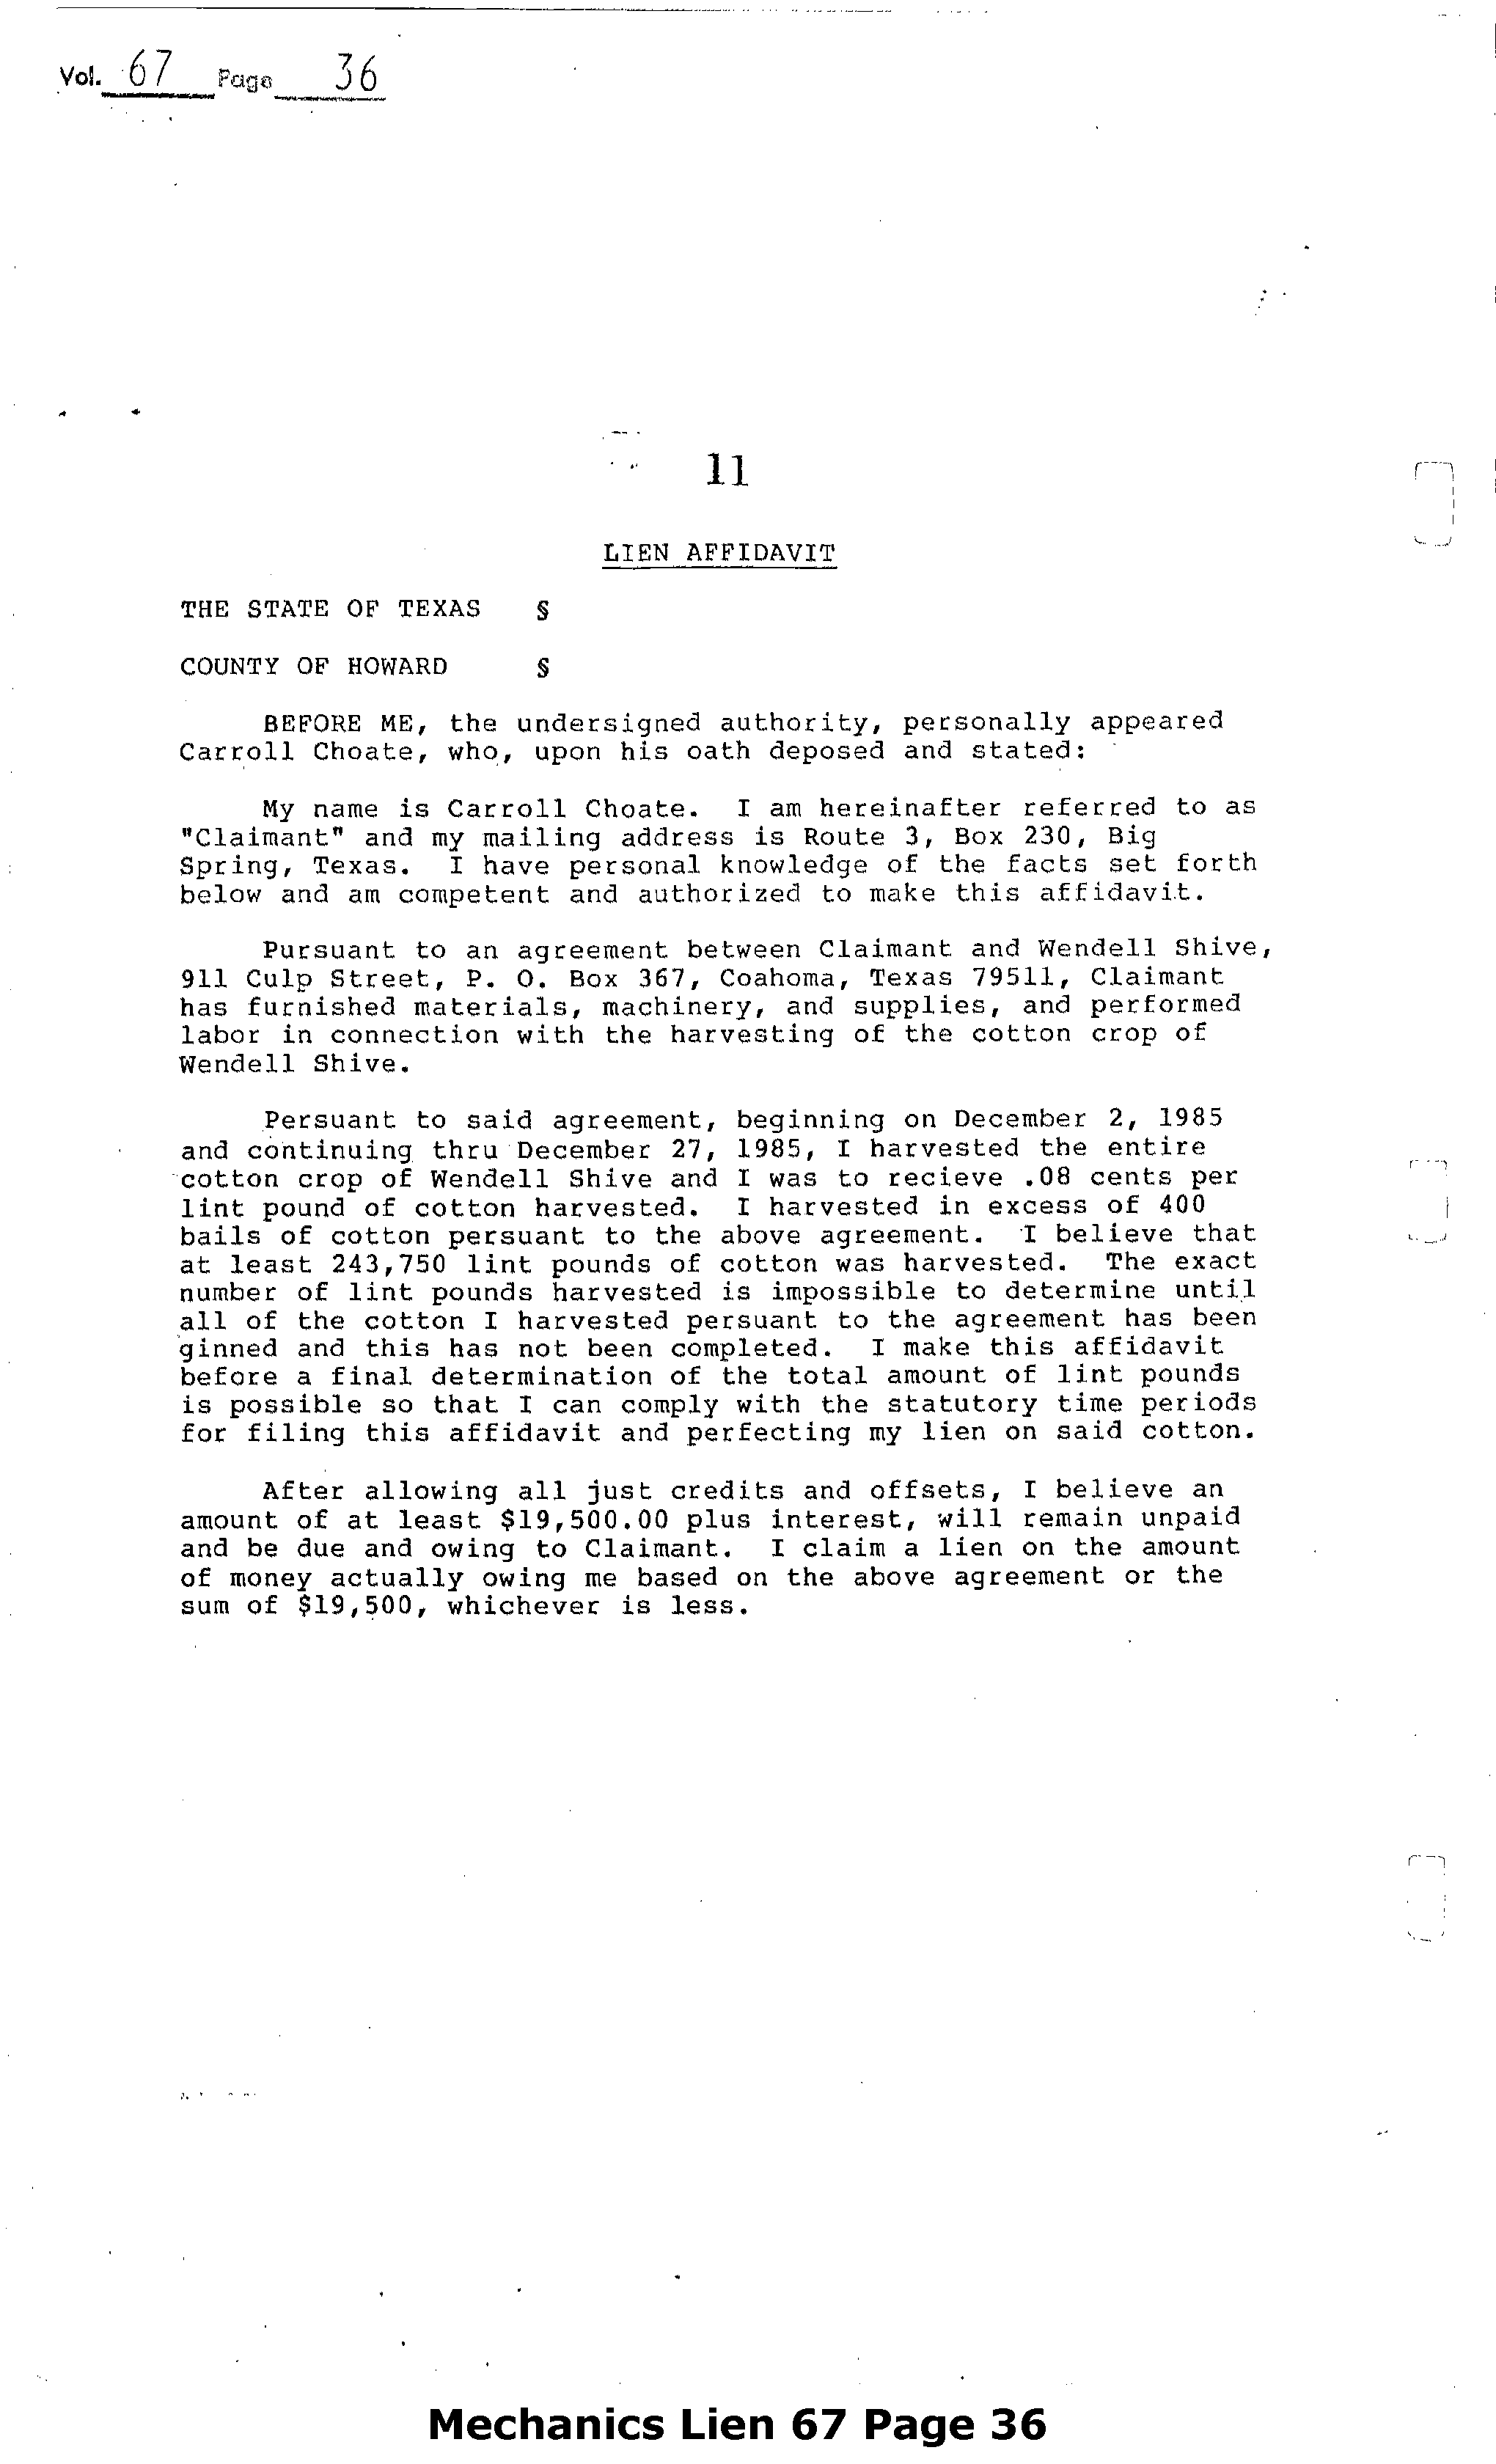 Vol. 67 Page 36
11
LIEN AFFIDAVIT
THE STATE OF TEXAS §
COUNTY OF HOWARD §
BEFORE ME, the undersigned authority, personally appeared
Carroll Choate, who, upon his oath deposed and stated:
My name is Carroll Choate. I am hereinafter referred to as
"Claimant" and my mailing address is Route 3, Box 230, Big
Spring, Texas. I have personal knowledge of the facts set forth
below and am competent and authorized to make this affidavit.
Pursuant to an agreement between Claimant and Wendell Shive,
911 Culp Street, P. O. Box 367, Coahoma, Texas 79511, Claimant
has furnished materials, machinery, and supplies, and performed
labor in connection with the harvesting of the cotton crop of
Wendell Shive.
Persuant to said agreement, beginning on December 2, 1985
and continuing thru December 27, 1985, I harvested the entire
cotton crop of Wendell Shive and I was to recieve .08 cents per
lint pound of cotton harvested. I harvested in excess of 400
bails of cotton persuant to the above agreement. I believe that
at least 243,750 lint pounds of cotton was harvested. The exact
number of lint pounds harvested is impossible to determine until
all of the cotton I harvested persuant to the agreement has been
ginned and this has not been completed. I make this affidavit
before a final determination of the total amount of lint pounds
is possible so that I can comply with the statutory time periods
for filing this affidavit and perfecting my lien on said cotton.
After allowing all just credits and offsets, I believe an
amount of at least $19,500.00 plus interest, will remain unpaid
and be due and owing to Claimant. I claim a lien on the amount
of money actually owing me based on the above agreement or the
sum of $19,500, whichever is less.
Mechanics Lien 67 Page 36